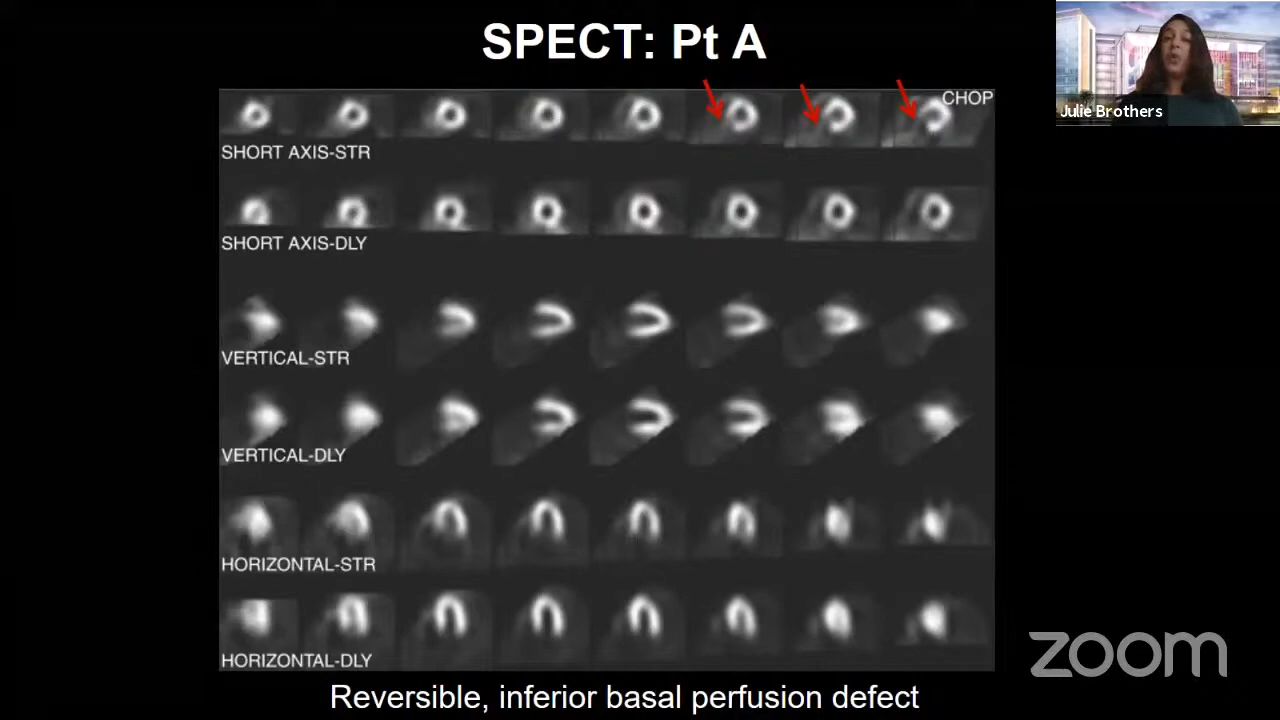 SPECT: Pt A
CHOP
Julie Brothers
SHORT AXIS-STR
SHORT AXIS-DLY
VERTICAL-STR
VERTICAL-DLY
HORIZONTAL-STR
HORIZONTAL-DLY
Reversible, inferior basal perfusion defect
zoom